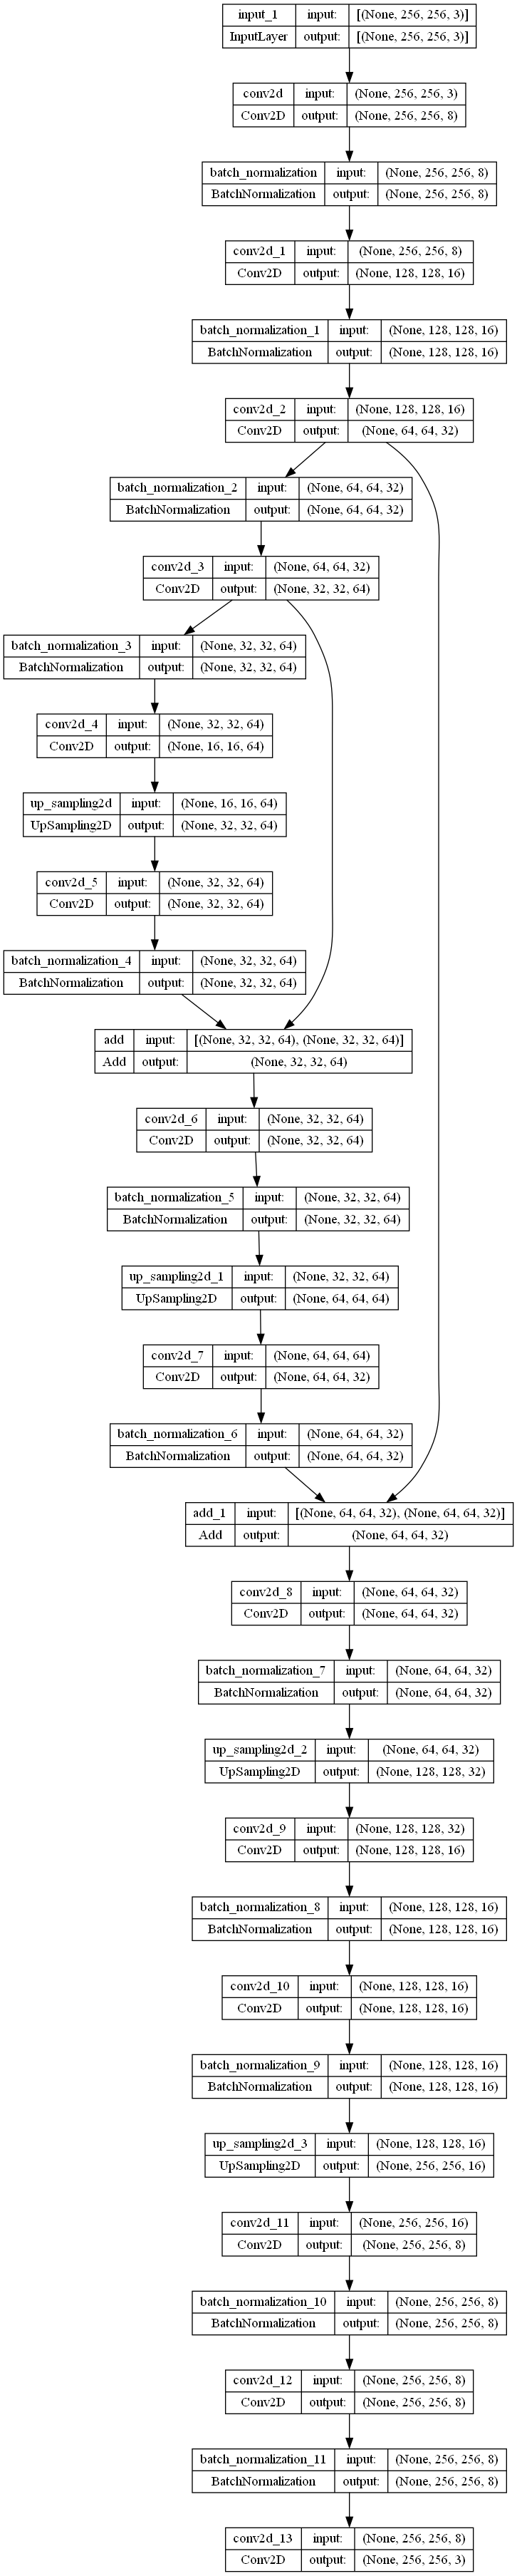 input_1 input: [(None, 256, 256, 3)]
InputLayer output: [(None, 256, 256, 3)]
conv2d input: (None, 256, 256, 3)
Conv2D output: (None, 256, 256, 8)
batch_normalization input: (None, 256, 256, 8)
BatchNormalization output: (None, 256, 256, 8)
conv2d_1 input: (None, 256, 256, 8)
Conv2D output: (None, 128, 128, 16)
batch_normalization_1 input: (None, 128, 128, 16)
BatchNormalization output: (None, 128, 128, 16)
conv2d_2 input: (None, 128, 128, 16)
Conv2D output: (None, 64, 64, 32)
batch_normalization_2 input: (None, 64, 64, 32)
BatchNormalization output: (None, 64, 64, 32)
conv2d_3 input: (None, 64, 64, 32)
Conv2D output: (None, 32, 32, 64)
batch_normalization_3 input: (None, 32, 32, 64)
BatchNormalization output: (None, 32, 32, 64)
conv2d_4 input: (None, 32, 32, 64)
Conv2D output: (None, 16, 16, 64)
up_sampling2d input: (None, 16, 16, 64)
UpSampling2D output: (None, 32, 32, 64)
conv2d_5 input: (None, 32, 32, 64)
Conv2D output: (None, 32, 32, 64)
batch_normalization_4 input: (None, 32, 32, 64)
BatchNormalization output: (None, 32, 32, 64)
add input: [(None, 32, 32, 64), (None, 32, 32, 64)]
Add output: (None, 32, 32, 64)
conv2d_6 input: (None, 32, 32, 64)
Conv2D output: (None, 32, 32, 64)
batch_normalization_5 input: (None, 32, 32, 64)
BatchNormalization output: (None, 32, 32, 64)
up_sampling2d_1 input: (None, 32, 32, 64)
UpSampling2D output: (None, 64, 64, 64)
conv2d_7 input: (None, 64, 64, 64)
Conv2D output: (None, 64, 64, 32)
batch_normalization_6 input: (None, 64, 64, 32)
BatchNormalization output: (None, 64, 64, 32)
add_1 input: [(None, 64, 64, 32), (None, 64, 64, 32)]
Add output: (None, 64, 64, 32)
conv2d_8 input: (None, 64, 64, 32)
Conv2D output: (None, 64, 64, 32)
batch_normalization_7 input: (None, 64, 64, 32)
BatchNormalization output: (None, 64, 64, 32)
up_sampling2d_2 input: (None, 64, 64, 32)
UpSampling2D output: (None, 128, 128, 32)
conv2d_9 input: (None, 128, 128, 32)
Conv2D output: (None, 128, 128, 16)
batch_normalization_8 input: (None, 128, 128, 16)
BatchNormalization output: (None, 128, 128, 16)
conv2d_10 input: (None, 128, 128, 16)
Conv2D output: (None, 128, 128, 16)
batch_normalization_9 input: (None, 128, 128, 16)
BatchNormalization output: (None, 128, 128, 16)
up_sampling2d_3 input: (None, 128, 128, 16)
UpSampling2D output: (None, 256, 256, 16)
conv2d_11 input: (None, 256, 256, 16)
Conv2D output: (None, 256, 256, 8)
batch_normalization_10 input: (None, 256, 256, 8)
BatchNormalization output: (None, 256, 256, 8)
conv2d_12 input: (None, 256, 256, 8)
Conv2D output: (None, 256, 256, 8)
batch_normalization_11 input: (None, 256, 256, 8)
BatchNormalization output: (None, 256, 256, 8)
conv2d_13 input: (None, 256, 256, 8)
Conv2D output: (None, 256, 256, 3)